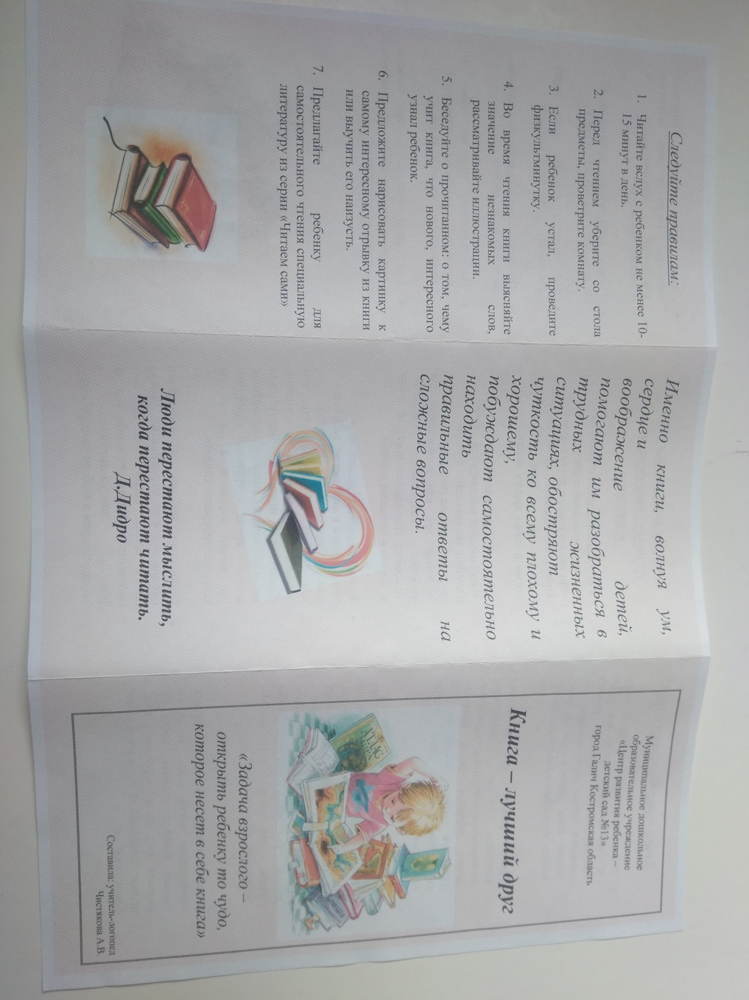 Следуйте правилам:
1. Читайте вслух с ребенком не менее 10-
15 минут в день.
2. Перед чтением уберите со стола
предметы, проветрите комнату.
3. Если ребенок устал, проведите
физкультминутку.
4. Во время чтения книги выясняйте
значение незнакомых слов,
рассматривайте иллюстрации.
5. Беседуйте о прочитанном: о том, чему
учит книга, что нового, интересного
узнал ребенок.
6. Предложите нарисовать картинку к
самому интересному отрывку из книги
или выучить его наизусть.
7. Предлагайте ребенку для
самостоятельного чтения специальную
литературу из серии «Читаем сами»
Именно книги, волнуя ум,
сердце и
воображение детей,
помогают им разобраться в
трудных жизненных
ситуациях, обостряют
чуткость ко всему плохому и
хорошему,
побуждают самостоятельно
находить
правильные ответы на
сложные вопросы.
Люди перестают мыслить,
когда перестают читать.
Д.Дидро
Муниципальное дошкольное
образовательное учреждение
«Центр развития ребенка –
детский сад №13»
город Галич Костромская область
Книга – лучший друг
АТЛАС
МИРА
«Задача взрослого –
открыть ребенку то чудо,
которое несет в себе книга»
Составила: учитель-логопед
Чистякова А.В.